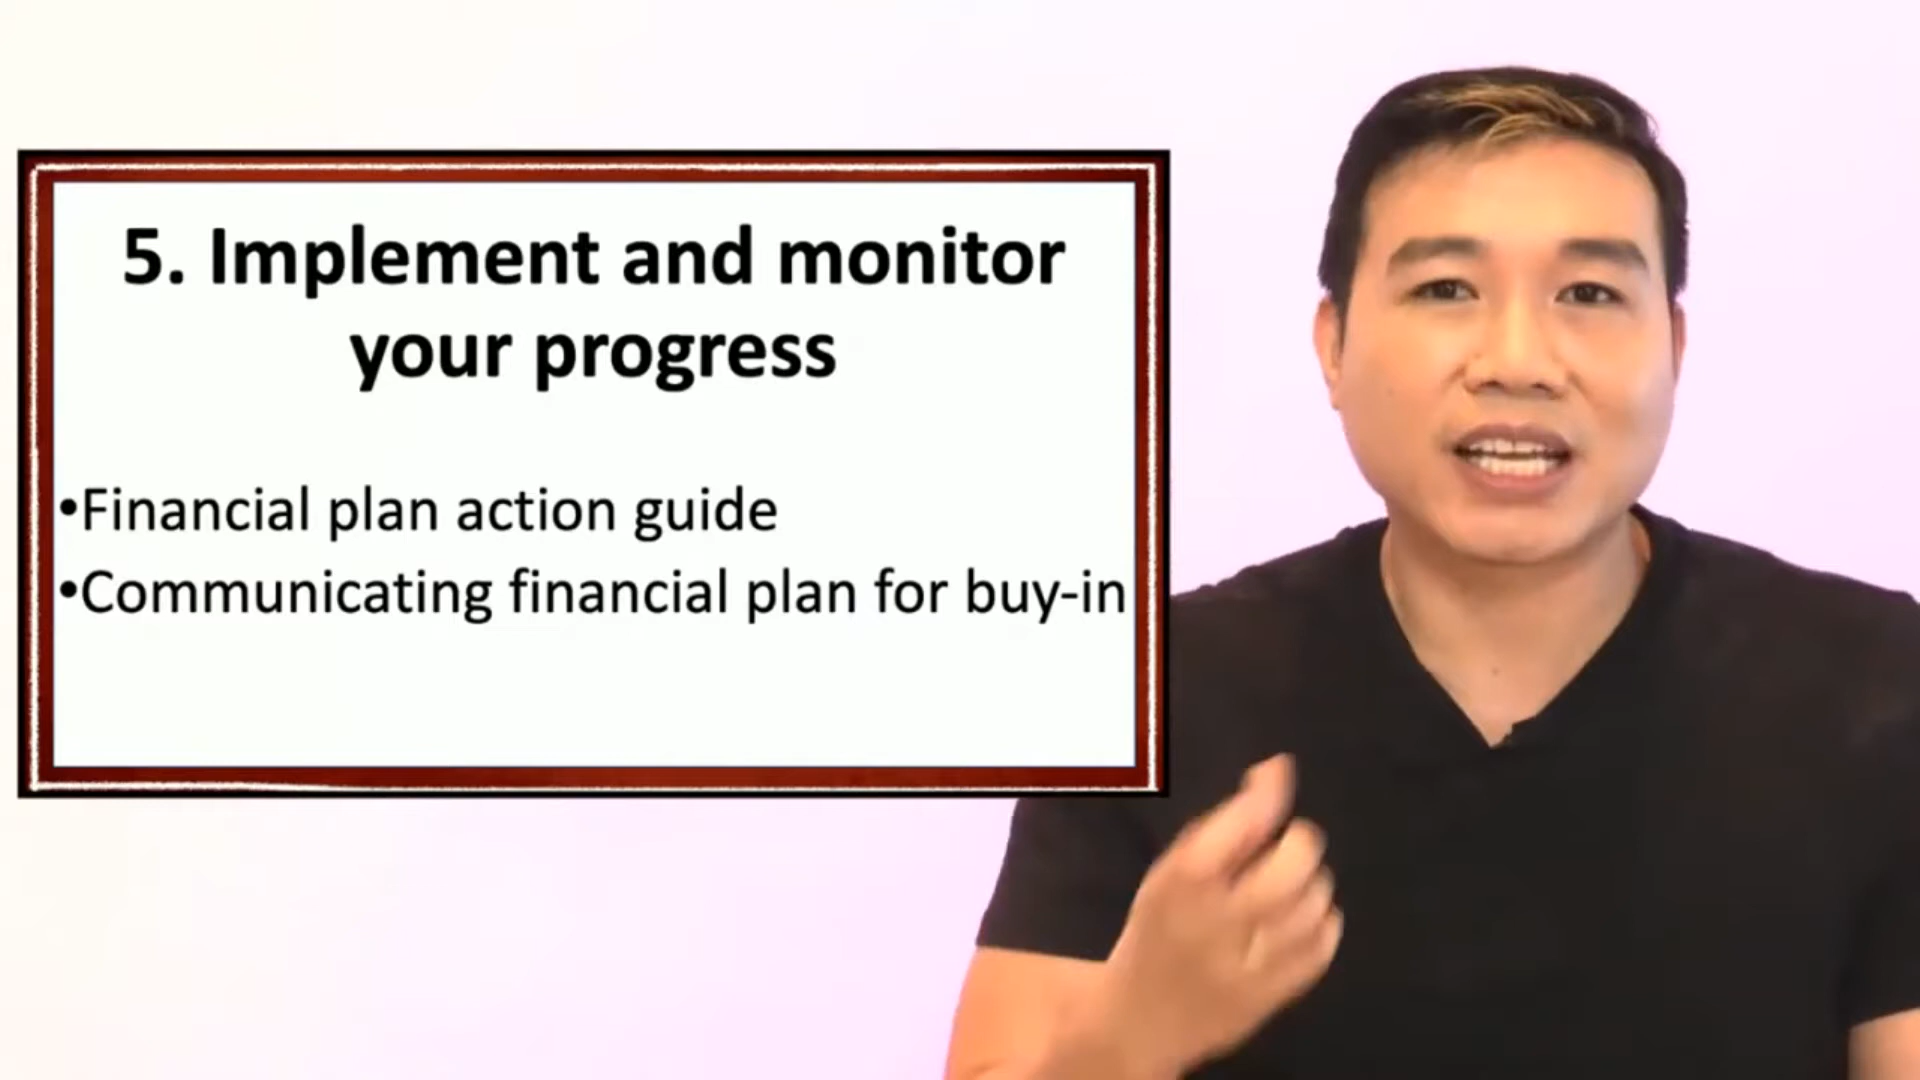 5. Implement and monitor
your progress
•Financial plan action guide
•Communicating financial plan for buy-in